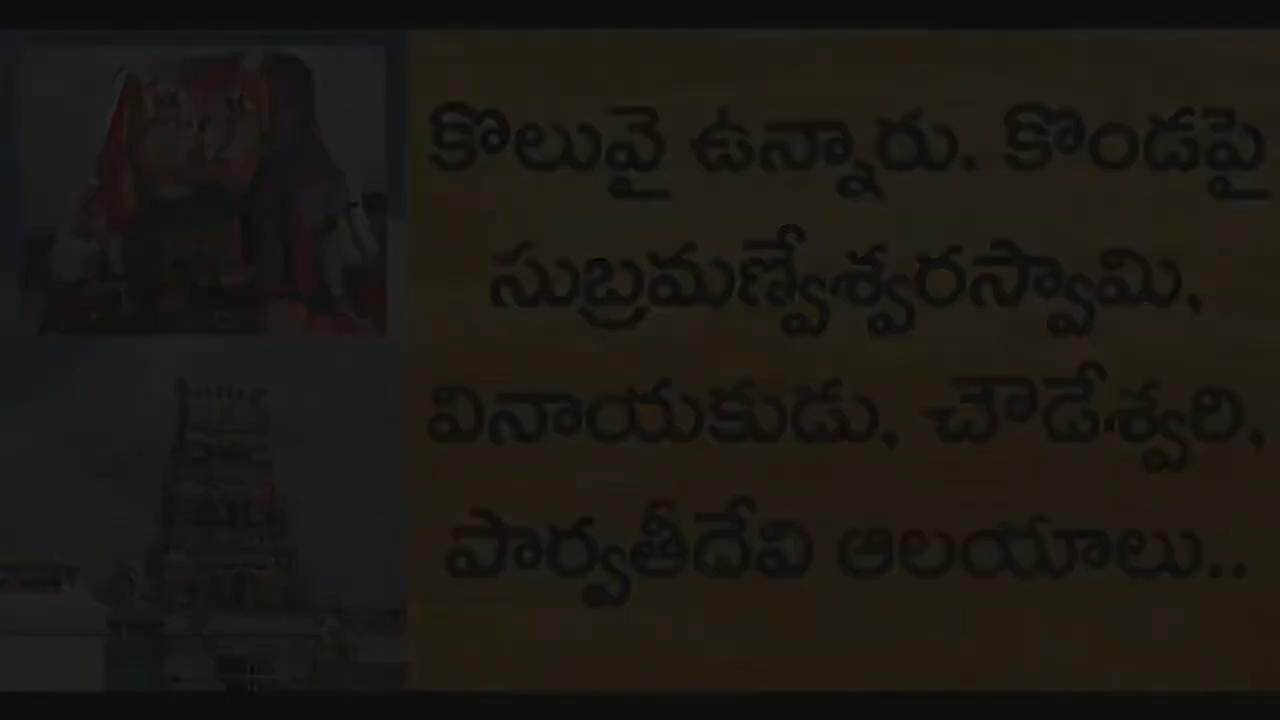 కొలువై ఉన్నారు. కొండపై
సుబ్రమణ్వేశ్వరస్వామి,
వినాయకుడు, చౌడేశ్వరి,
పార్వతీదేవి ఆలయాలు..